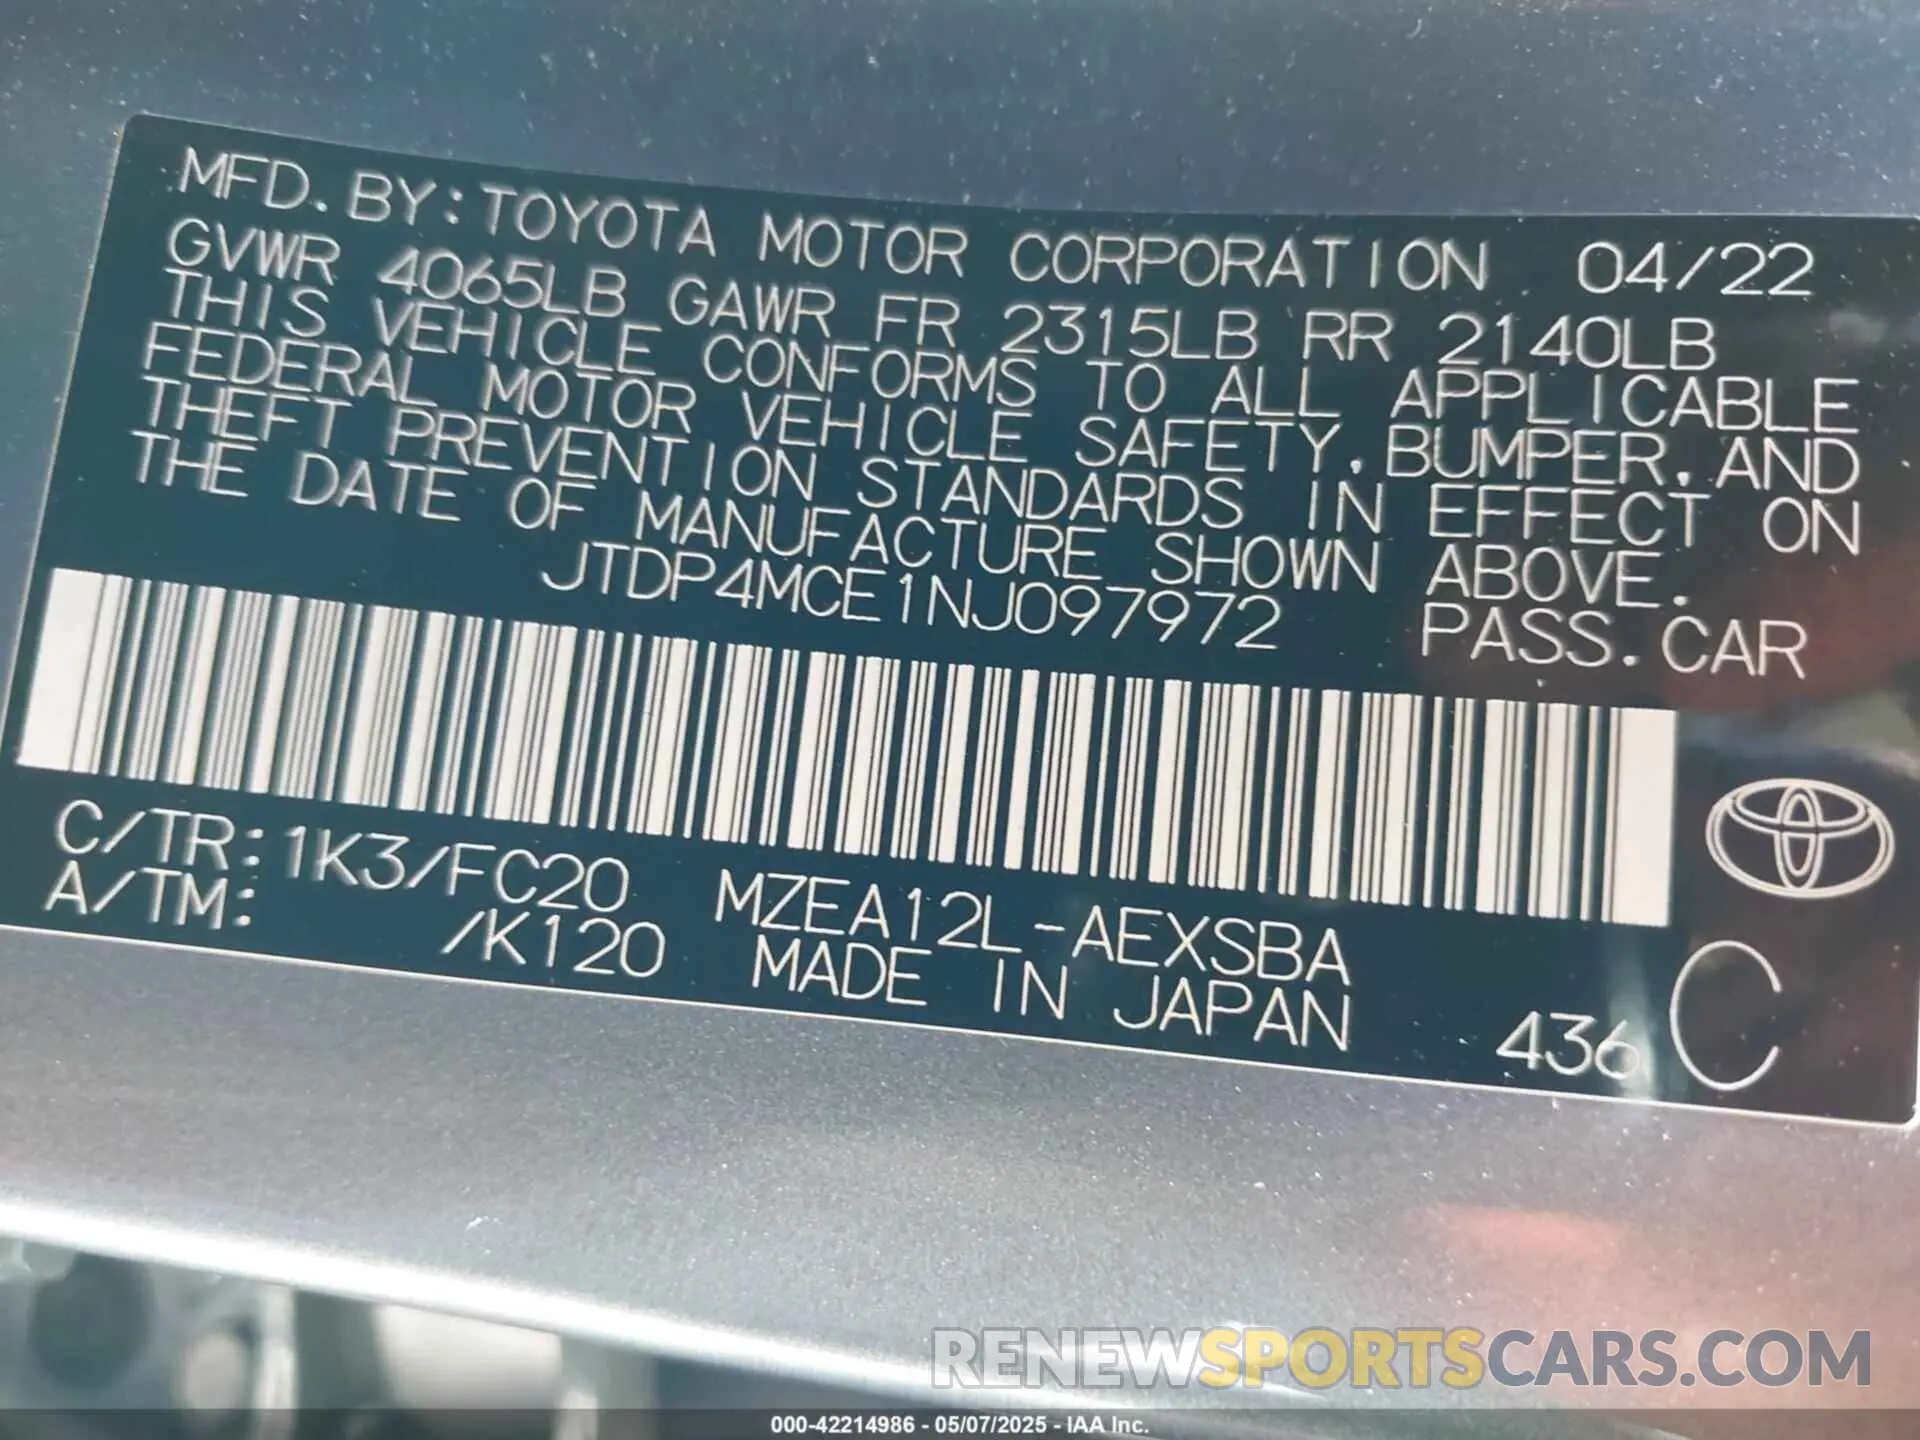 MFD. BY: TOYOTA MOTOR CORPORATION 04/22
GVWR 4065LB GAWR FR 2315LB RR 2140LB
THIS VEHICLE CONFORMS TO ALL APPLICABLE
FEDERAL MOTOR VEHICLE SAFETY, BUMPER, AND
THEFT PREVENTION STANDARDS IN EFFECT ON
THE DATE OF MANUFACTURE SHOWN ABOVE.
JTDP4MCE1NJ097972 PASS. CAR
C/TR: 1K3/FC20 MZEA12L-AEXSBA
A/TM: /K120 MADE IN JAPAN 436 C
RENEWSPORTSCARS.COM
000-42214986 - 05/07/2025 - IAA Inc.